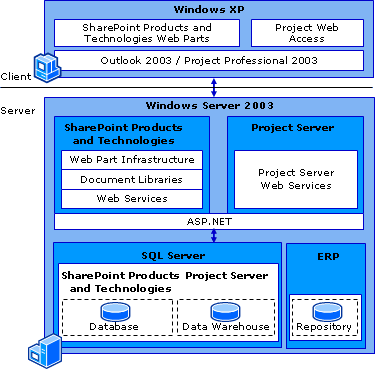 Windows XP
SharePoint Products and
Technologies Web Parts
Project Web
Access
Outlook 2003 / Project Professional 2003
Client
Server
Windows Server 2003
SharePoint Products
and Technologies
Web Part Infrastructure
Document Libraries
Web Services
Project Server
Project Server
Web Services
ASP.NET
SQL Server
SharePoint Products
and Technologies
Project Server
Database
Data Warehouse
ERP
Repository